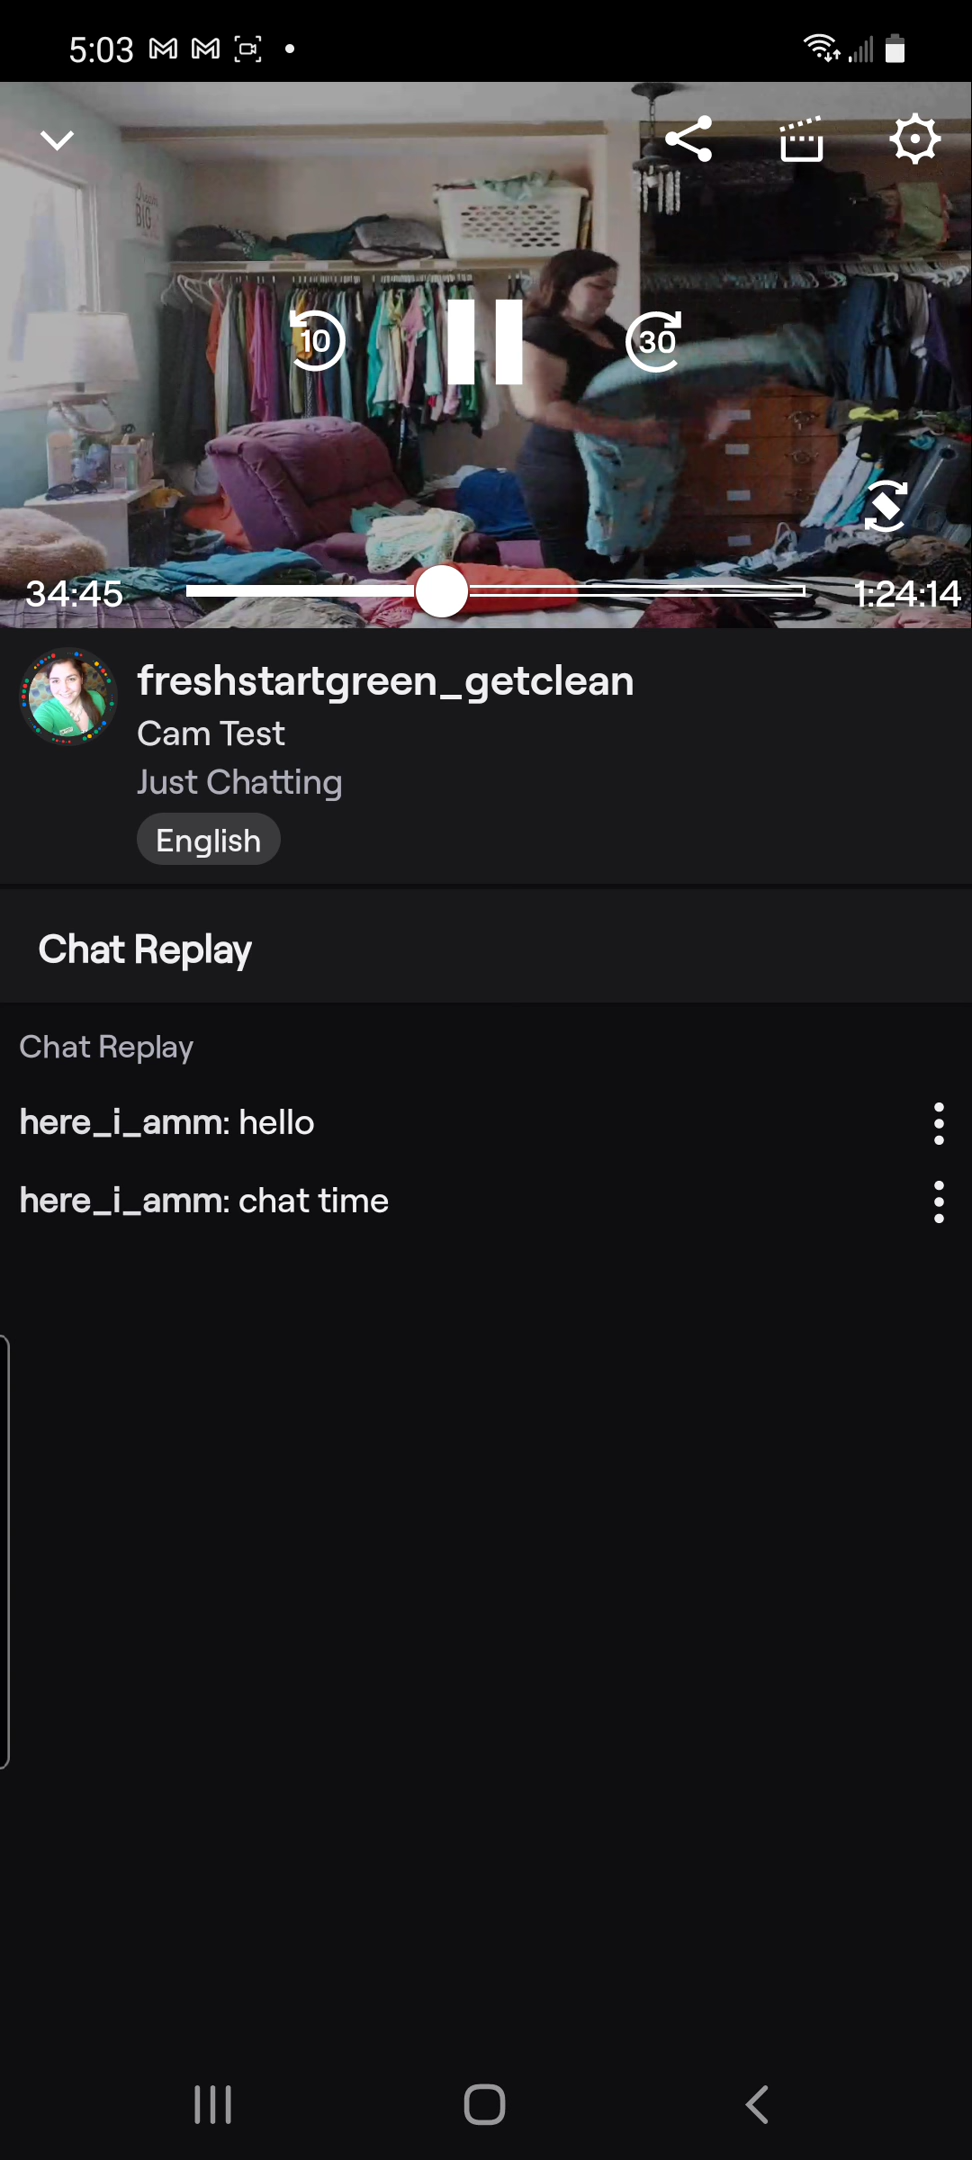 5:03
BIG
10
30
34:45
1:24:14
freshstartgreen_getclean
Cam Test
Just Chatting
English
Chat Replay
Chat Replay
here_i_amm: hello
here_i_amm: chat time